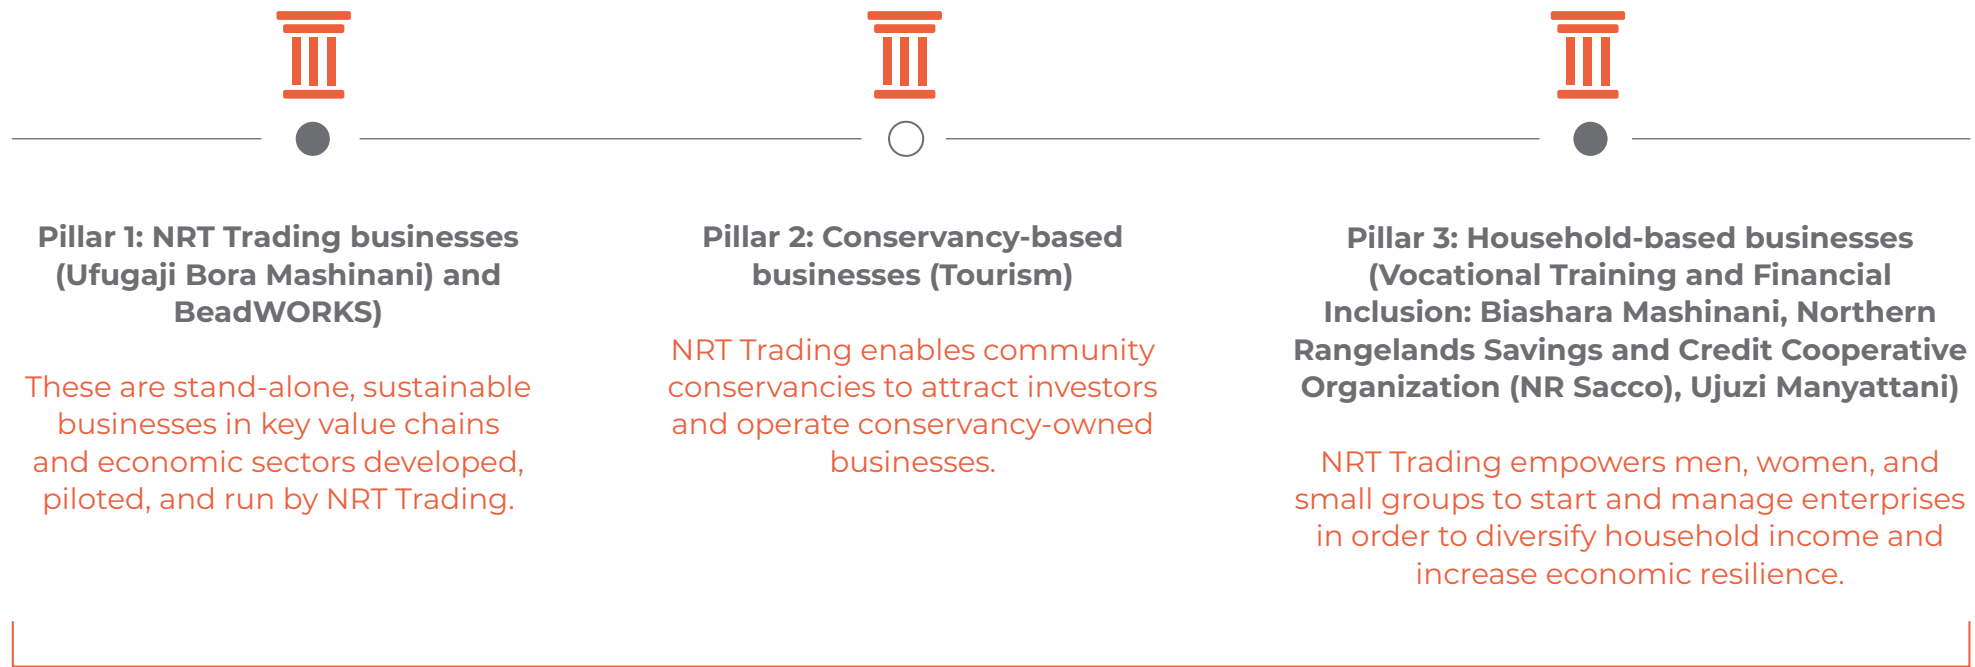 Pillar 1: NRT Trading businesses
(Ufugaji Bora Mashinani) and
BeadWORKS)
These are stand-alone, sustainable
businesses in key value chains
and economic sectors developed,
piloted, and run by NRT Trading.
Pillar 2: Conservancy-based
businesses (Tourism)
NRT Trading enables community
conservancies to attract investors
and operate conservancy-owned
businesses.
Pillar 3: Household-based businesses
(Vocational Training and Financial
Inclusion: Biashara Mashinani, Northern
Rangelands Savings and Credit Cooperative
Organization (NR Sacco), Ujuzi Manyattani)
NRT Trading empowers men, women, and
small groups to start and manage enterprises
in order to diversify household income and
increase economic resilience.